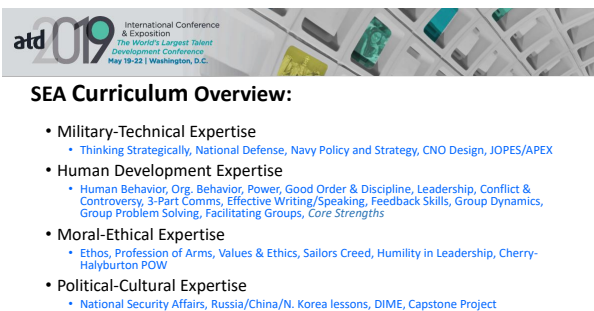 atd 2019 International Conference
& Exposition
The World's Largest Talent
Development Conference
May 19-22 | Washington, D.C.
SEA Curriculum Overview:
• Military-Technical Expertise
• Thinking Strategically, National Defense, Navy Policy and Strategy, CNO Design, JOPES/APEX
• Human Development Expertise
• Human Behavior, Org. Behavior, Power, Good Order & Discipline, Leadership, Conflict &
Controversy, 3-Part Comms, Effective Writing/Speaking, Feedback Skills, Group Dynamics,
Group Problem Solving, Facilitating Groups, Core Strengths
• Moral-Ethical Expertise
• Ethos, Profession of Arms, Values & Ethics, Sailors Creed, Humility in Leadership, Cherry-
Halyburton POW
• Political-Cultural Expertise
• National Security Affairs, Russia/China/N. Korea lessons, DIME, Capstone Project